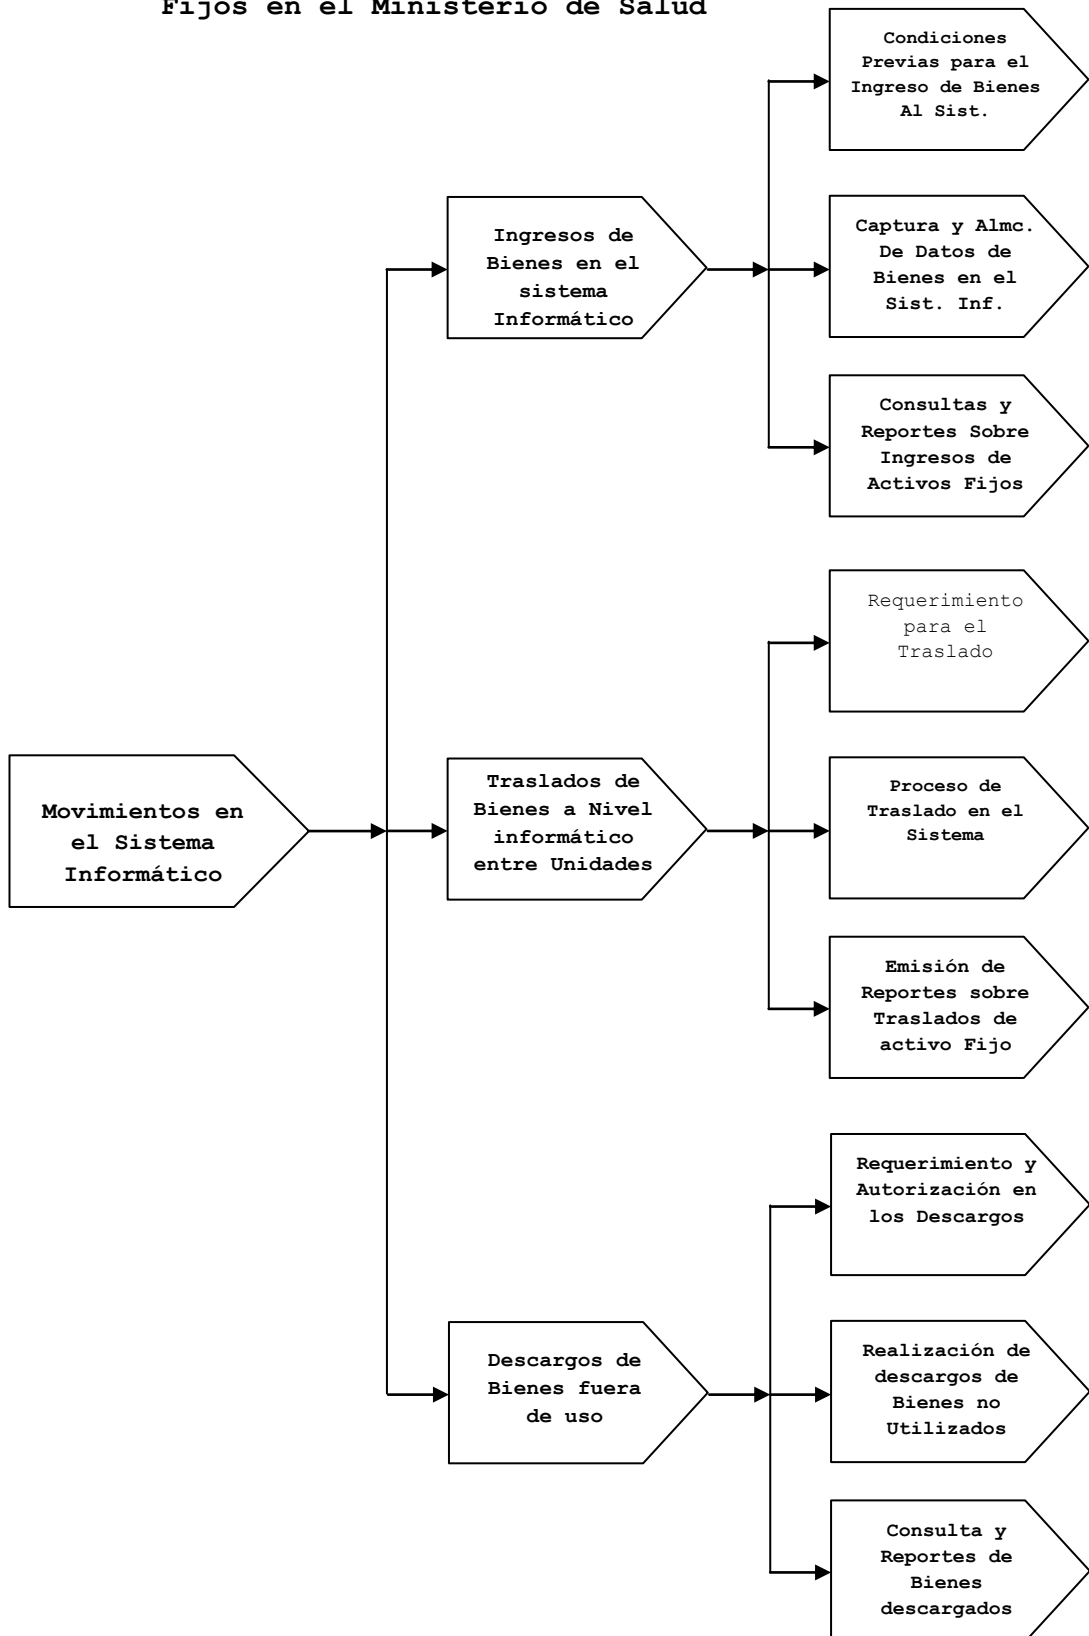 Fijos en el Ministerio de Salud
Condiciones
Previas para el
Ingreso de Bienes
Al Sist.
Ingresos de
Bienes en el
sistema
Informático
Captura y Almc.
De Datos de
Bienes en el
Sist. Inf.
Consultas y
Reportes Sobre
Ingresos de
Activos Fijos
Requerimiento
para el
Traslado
Movimientos en
el Sistema
Informático
Traslados de
Bienes a Nivel
informático
entre Unidades
Proceso de
Traslado en el
Sistema
Emisión de
Reportes sobre
Traslados de
activo Fijo
Requerimiento y
Autorización en
los Descargos
Descargos de
Bienes fuera
de uso
Realización de
descargos de
Bienes no
Utilizados
Consulta y
Reportes de
Bienes
descargados